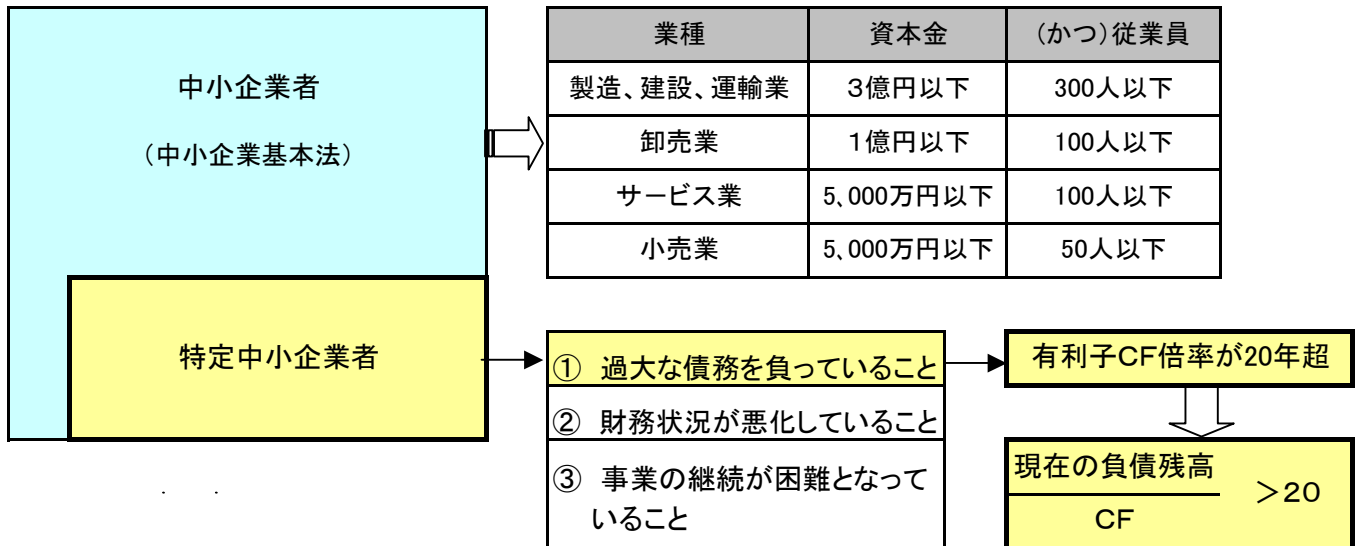 中小企業者
（中小企業基本法）
業種 資本金 （かつ）従業員
製造、建設、運輸業 ３億円以下 300人以下
卸売業 １億円以下 100人以下
サービス業 5,000万円以下 100人以下
小売業 5,000万円以下 50人以下
特定中小企業者
① 過大な債務を負っていること
② 財務状況が悪化していること
③ 事業の継続が困難となって
いること
有利子CF倍率が20年超
現在の負債残高
CF
＞20